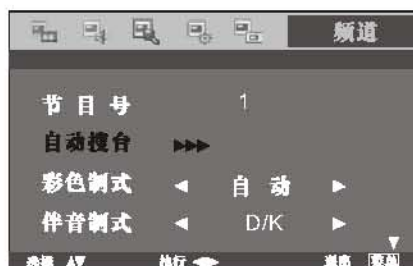 频道
节目号 1
自动搜台 ▶▶▶
彩色制式 ◀ 自 动 ▶
伴音制式 ◀ D/K ▶
选择 ▲▼ 执行 ◀▶ 退出 菜单